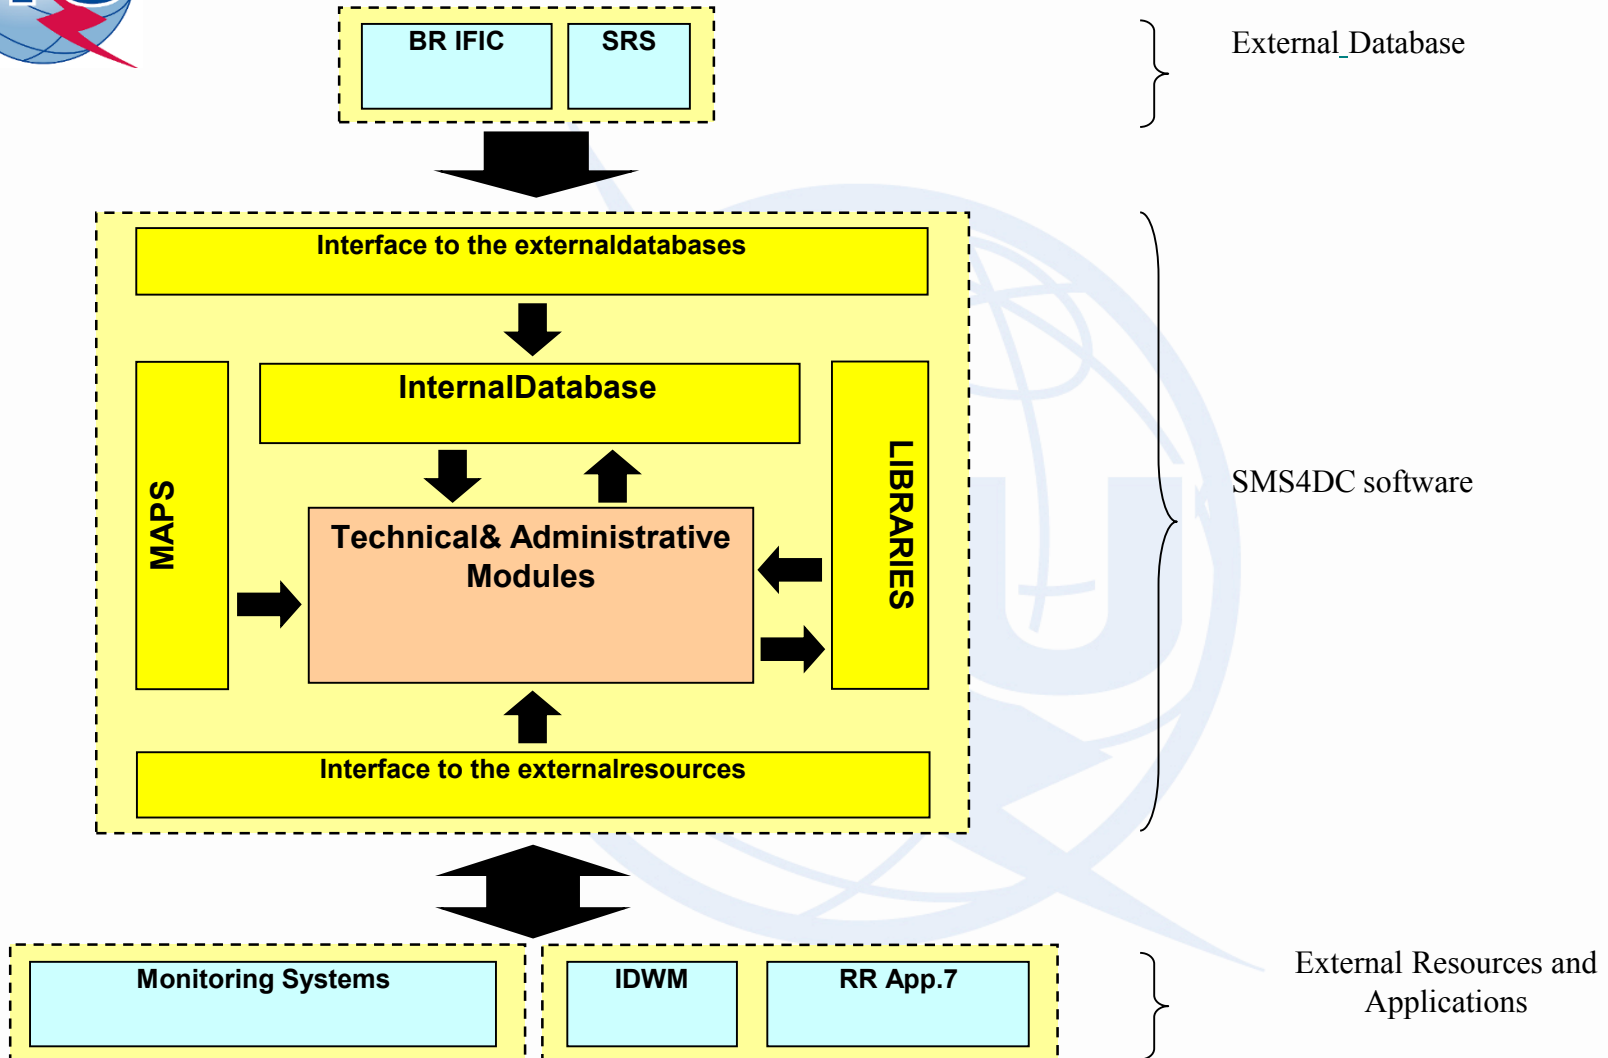 BR IFIC
SRS
External Database
Interface to the externaldatabases
InternalDatabase
MAPS
LIBRARIES
Technical& Administrative
Modules
SMS4DC software
Interface to the externalresources
Monitoring Systems
IDWM
RR App.7
External Resources and
Applications